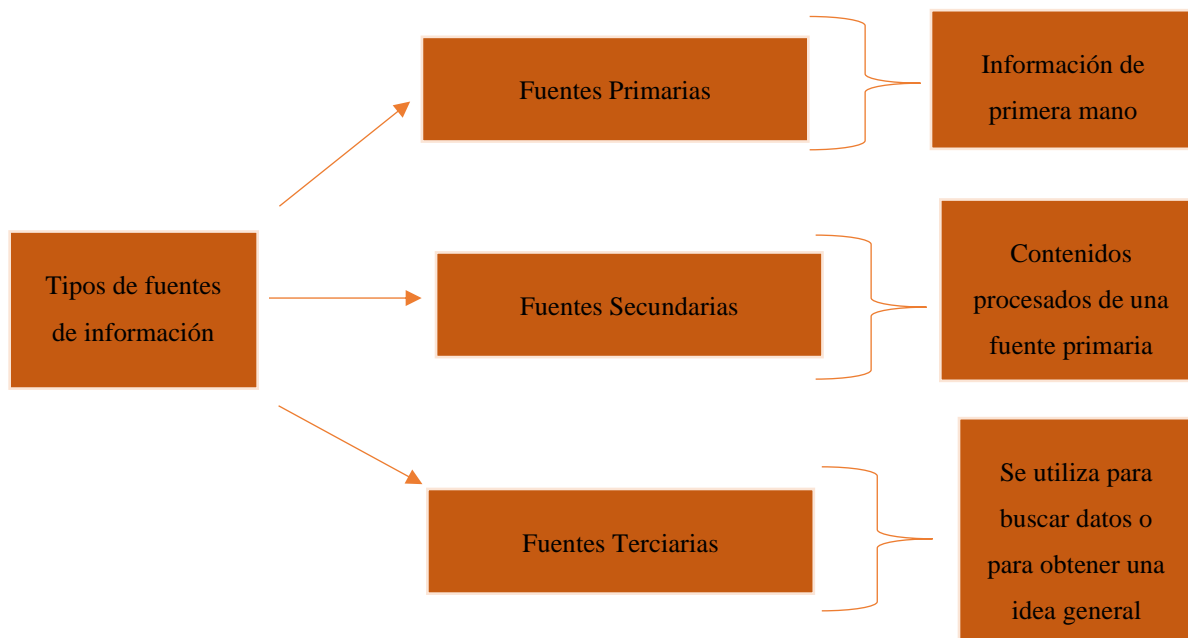 Tipos de fuentes
de información
Fuentes Primarias
Información de
primera mano
Fuentes Secundarias
Contenidos
procesados de una
fuente primaria
Fuentes Terciarias
Se utiliza para
buscar datos o
para obtener una
idea general